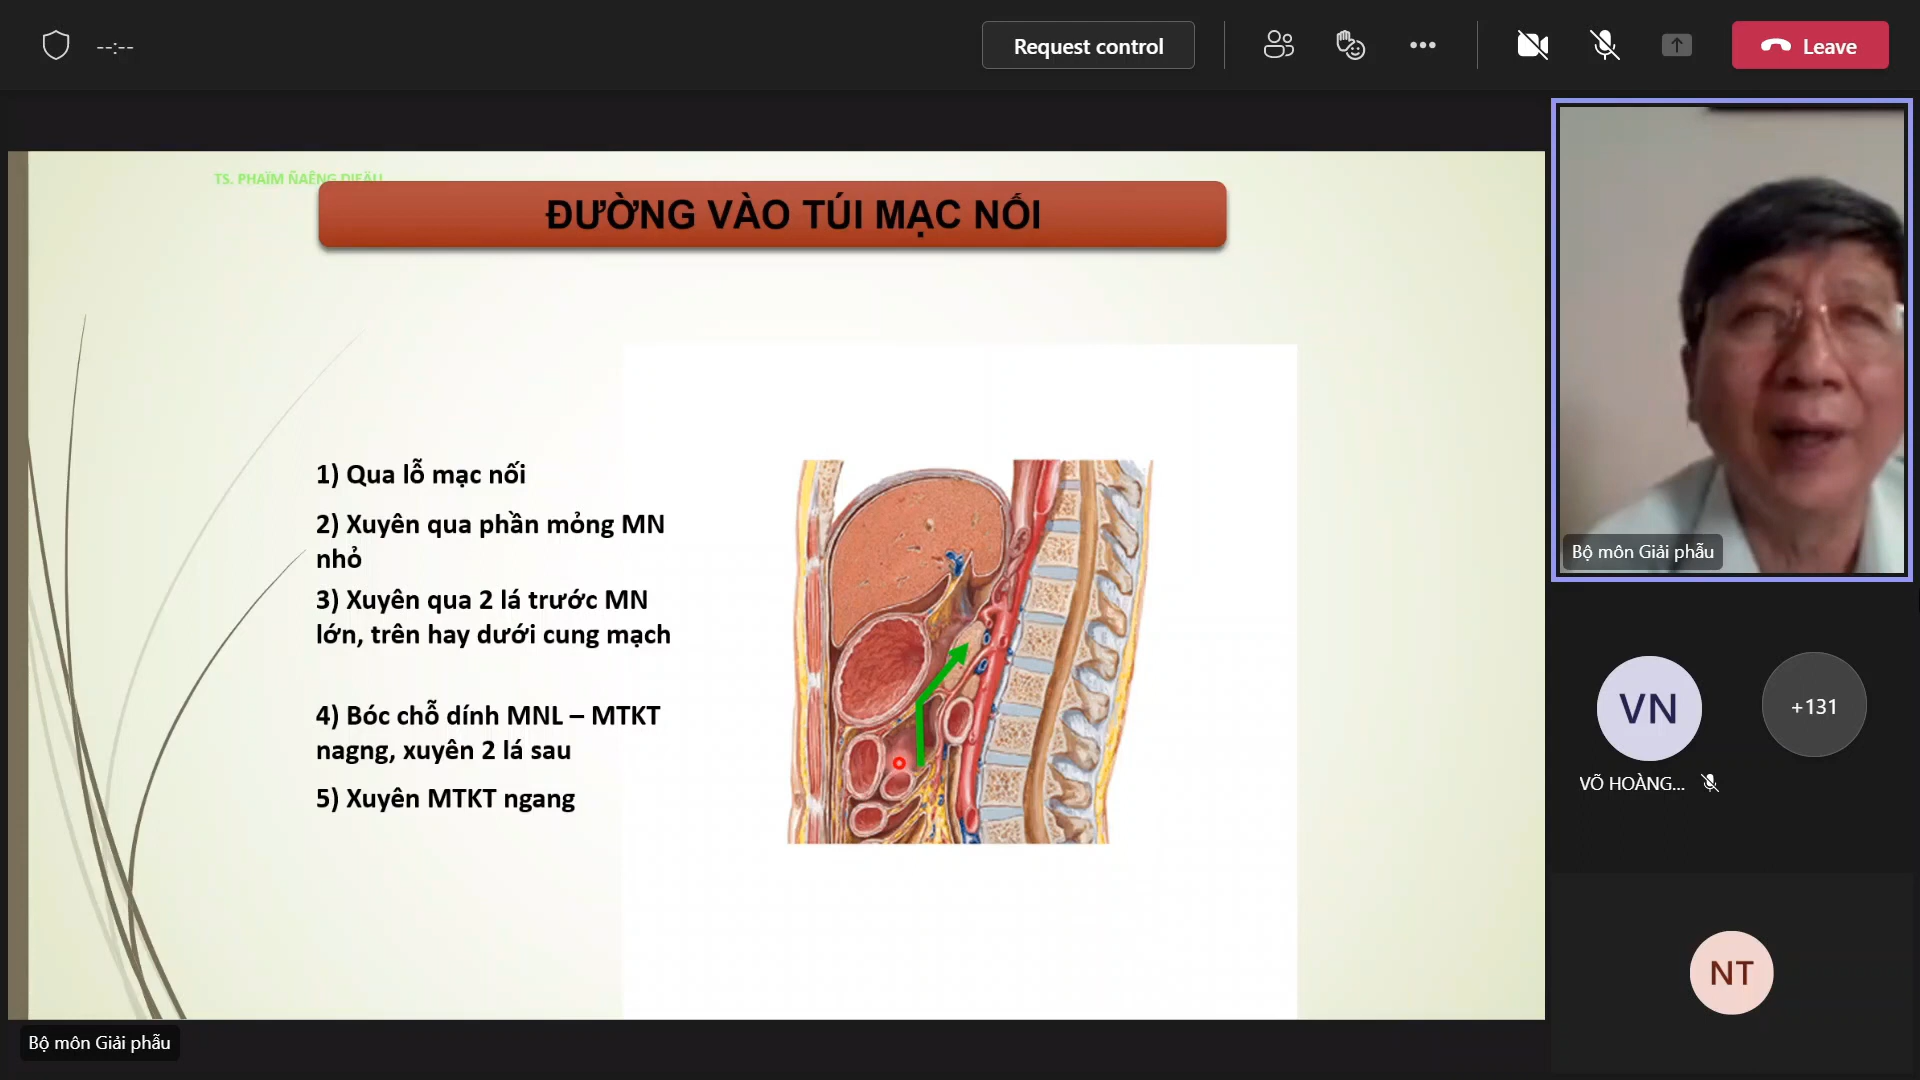 --:--
Request control
Leave
TS. PHAÏM ÑAÊNG DIEÄU
ĐƯỜNG VÀO TÚI MẠC NỐI
1) Qua lỗ mạc nối
2) Xuyên qua phần mỏng MN
nhỏ
3) Xuyên qua 2 lá trước MN
lớn, trên hay dưới cung mạch
4) Bóc chỗ dính MNL – MTKT
nagng, xuyên 2 lá sau
5) Xuyên MTKT ngang
Bộ môn Giải phẫu
VN
+131
VÕ HOÀNG...
NT
Bộ môn Giải phẫu